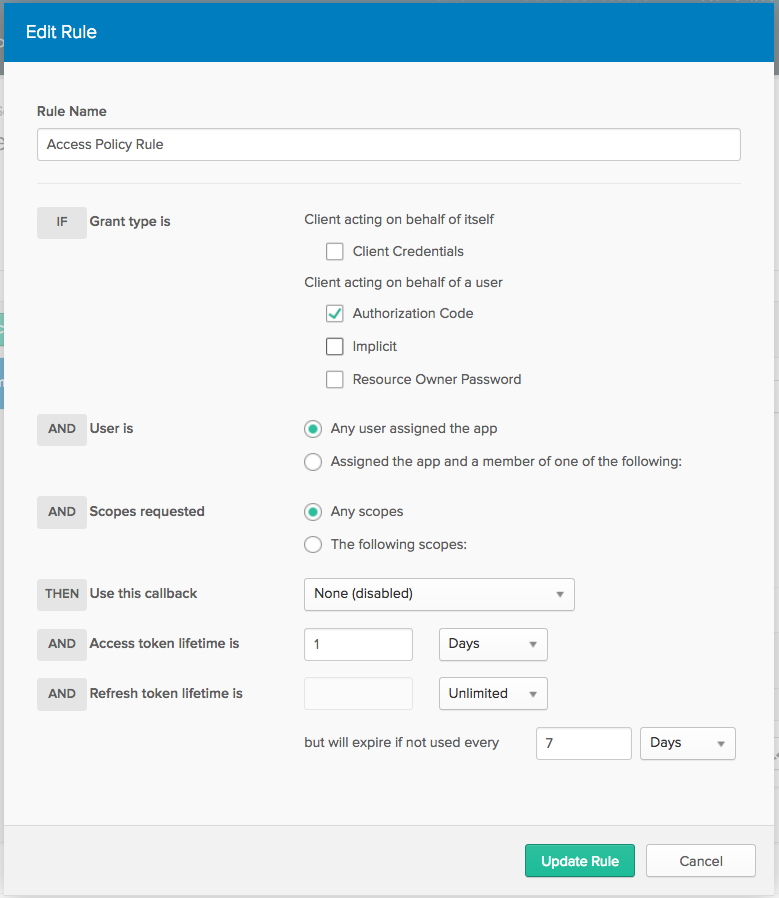 Edit Rule
Rule Name
Access Policy Rule
IF Grant type is Client acting on behalf of itself
Client Credentials
Client acting on behalf of a user
Authorization Code
Implicit
Resource Owner Password
AND User is Any user assigned the app
Assigned the app and a member of one of the following:
AND Scopes requested Any scopes
The following scopes:
THEN Use this callback None (disabled)
AND Access token lifetime is 1 Days
AND Refresh token lifetime is Unlimited
but will expire if not used every 7 Days
Update Rule Cancel